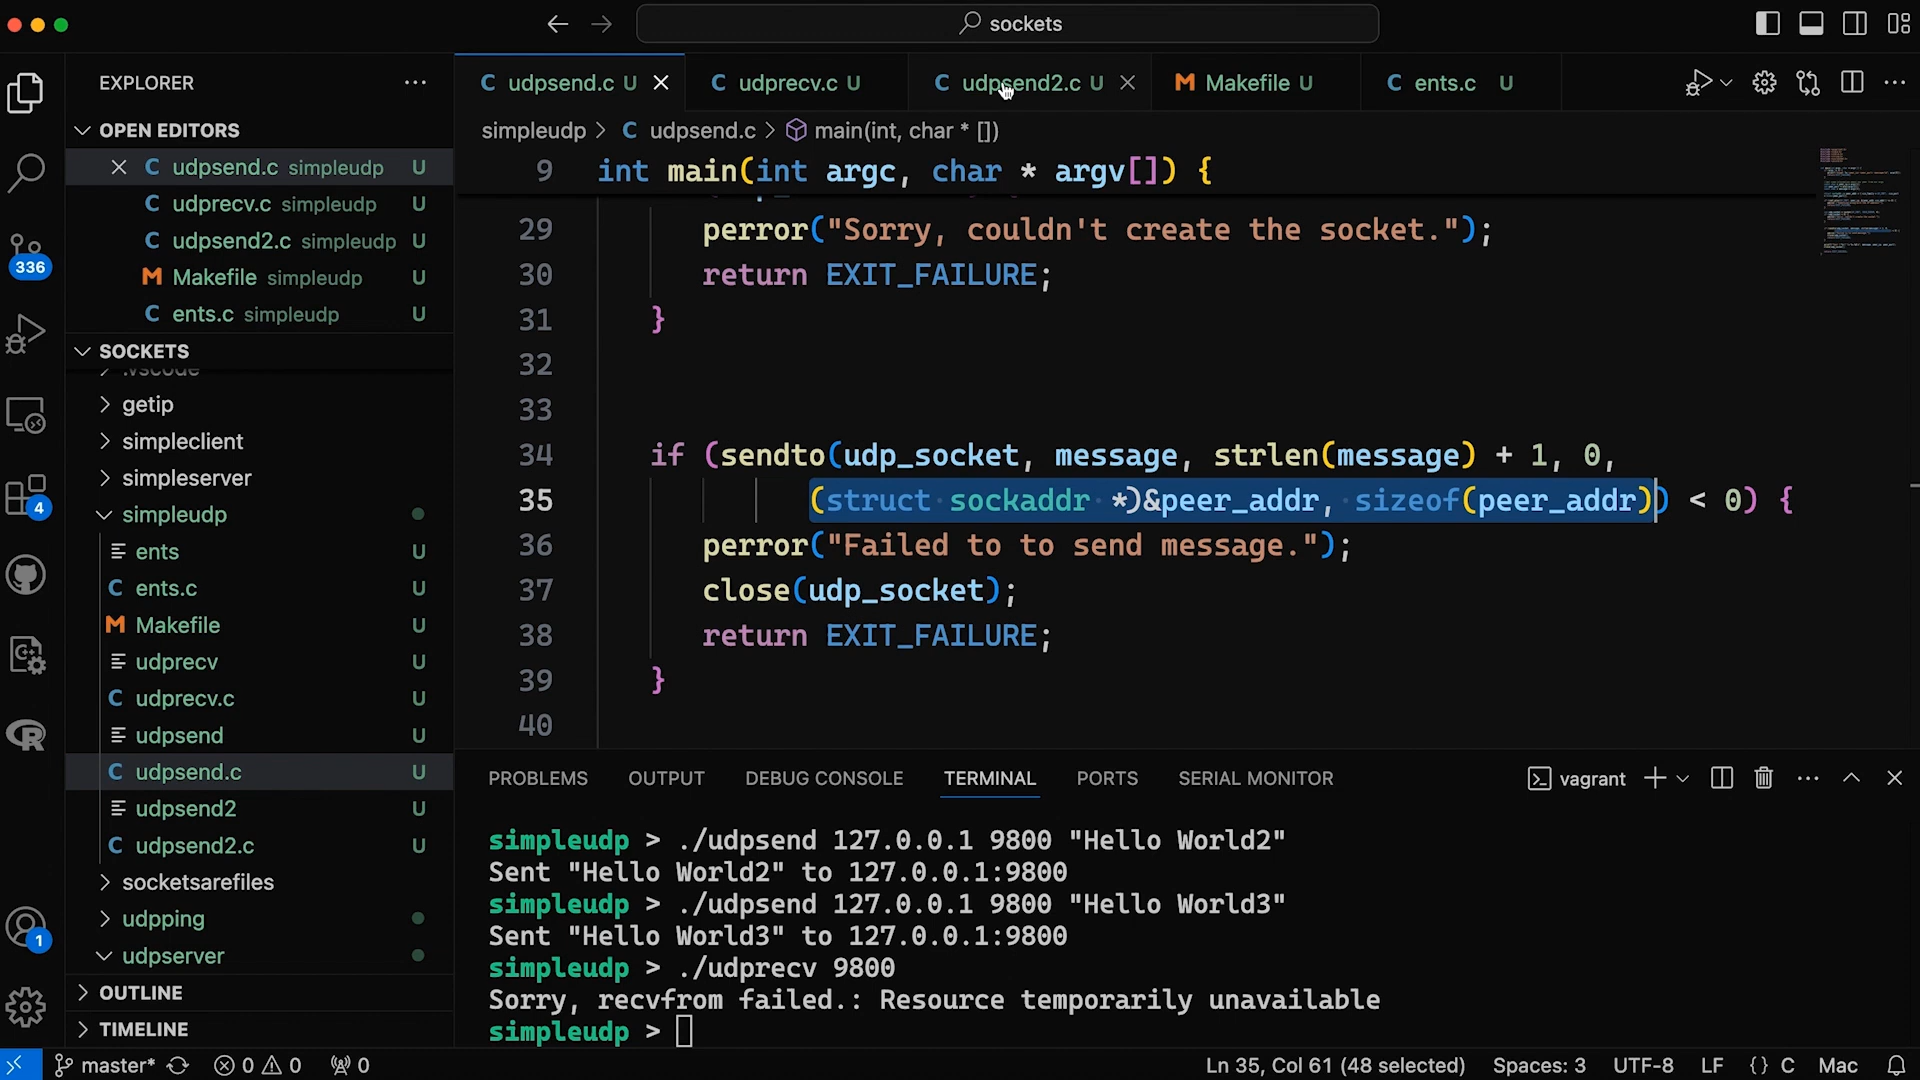 sockets
EXPLORER
OPEN EDITORS
udpsend.c simpleudp U
udprecv.c simpleudp U
udpsend2.c simpleudp U
M Makefile simpleudp U
C ents.c simpleudp U
SOCKETS
.vscode
getip
simpleclient
simpleserver
simpleudp
ents U
C ents.c U
M Makefile U
udprecv U
C udprecv.c U
udpsend U
C udpsend.c U
udpsend2 U
C udpsend2.c U
socketsarefiles
udpping
udpserver
OUTLINE
TIMELINE
336
4
1
C udpsend.c U
C udprecv.c U
C udpsend2.c U
M Makefile U
C ents.c U
simpleudp > C udpsend.c > main(int, char * [])
9 int main(int argc, char * argv[]) {
29 perror("Sorry, couldn't create the socket.");
30 return EXIT_FAILURE;
31 }
32
33
34 if (sendto(udp_socket, message, strlen(message) + 1, 0,
35 (struct sockaddr *)&peer_addr, sizeof(peer_addr)) < 0) {
36 perror("Failed to to send message.");
37 close(udp_socket);
38 return EXIT_FAILURE;
39 }
40
PROBLEMS OUTPUT DEBUG CONSOLE TERMINAL PORTS SERIAL MONITOR vagrant
simpleudp > ./udpsend 127.0.0.1 9800 "Hello World2"
Sent "Hello World2" to 127.0.0.1:9800
simpleudp > ./udpsend 127.0.0.1 9800 "Hello World3"
Sent "Hello World3" to 127.0.0.1:9800
simpleudp > ./udprecv 9800
Sorry, recvfrom failed.: Resource temporarily unavailable
simpleudp >
master* 0 0 0 Ln 35, Col 61 (48 selected) Spaces: 3 UTF-8 LF {} C Mac